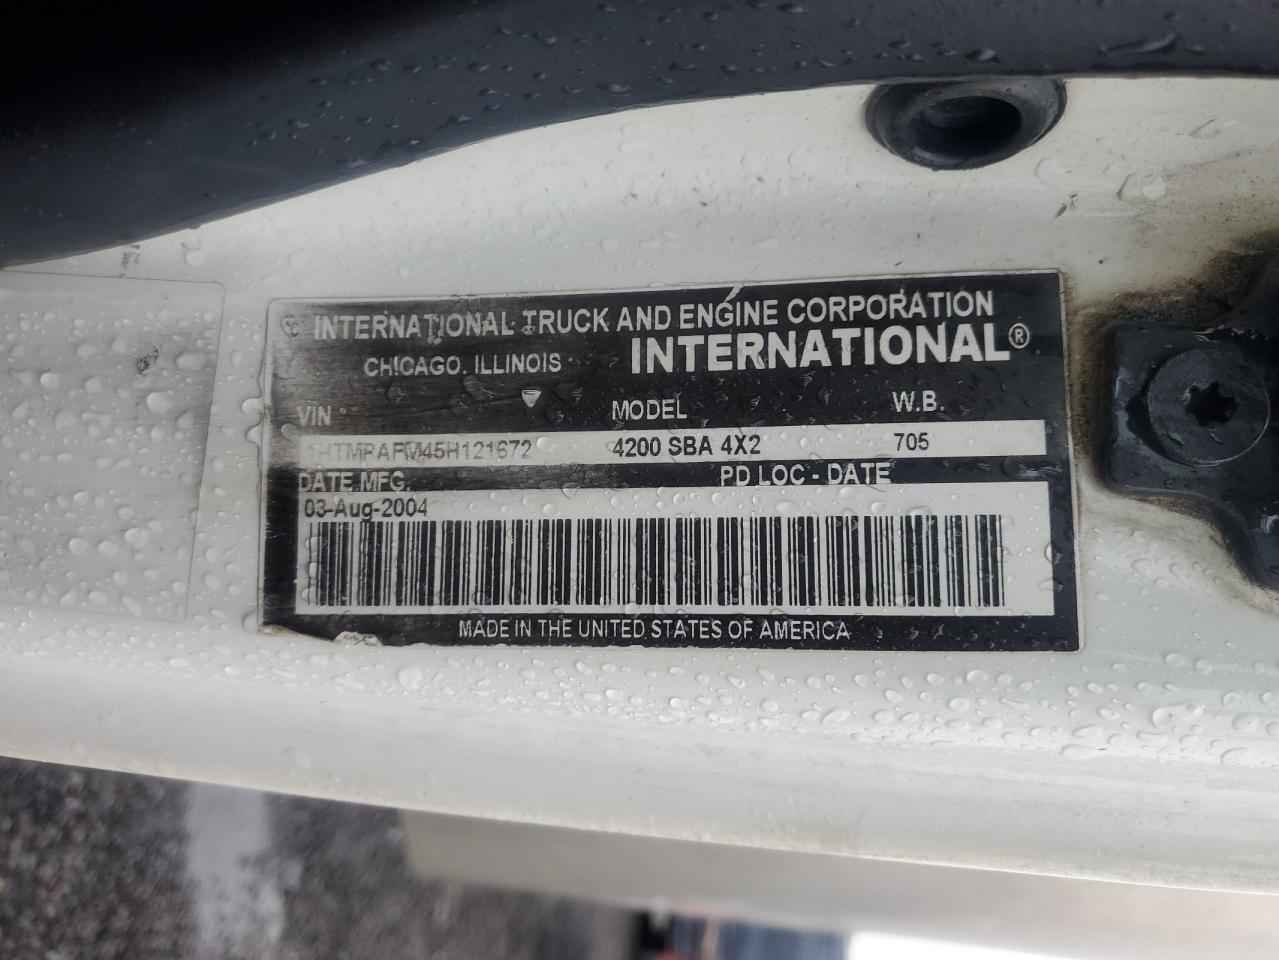 INTERNATIONAL TRUCK AND ENGINE CORPORATION
CHICAGO, ILLINOIS INTERNATIONAL®
VIN MODEL W.B.
4200 SBA 4X2 705
DATE MFG. PD LOC - DATE
03-Aug-2004
MADE IN THE UNITED STATES OF AMERICA